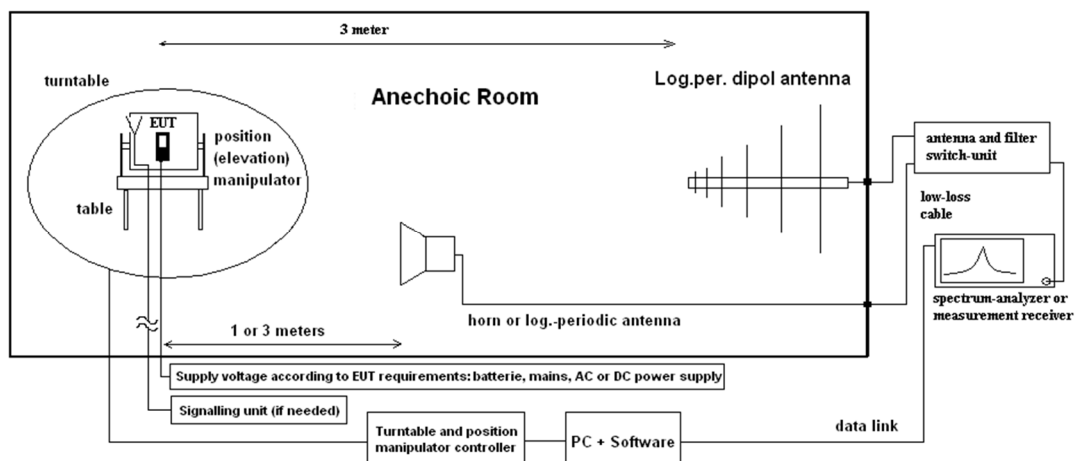 3 meter
turntable
Log.per. dipol antenna
Anechoic Room
EUT
position
(elevation)
manipulator
table
antenna and filter
switch-unit
low-loss
cable
spectrum-analyzer or
measurement receiver
horn or log.-periodic antenna
1 or 3 meters
Supply voltage according to EUT requirements: batterie, mains, AC or DC power supply
Signalling unit (if needed)
Turntable and position
manipulator controller
PC + Software
data link